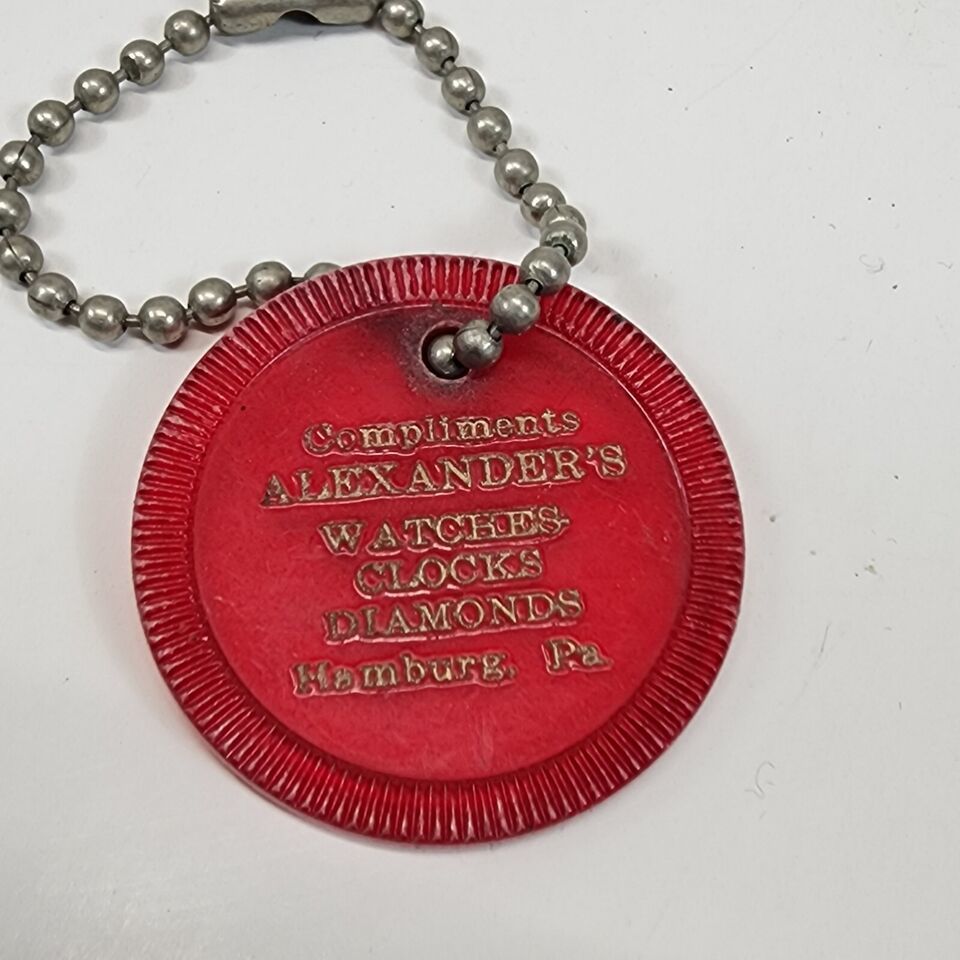 Compliments
ALEXANDER'S
WATCHES
CLOCKS
DIAMONDS
Hamburg, Pa.